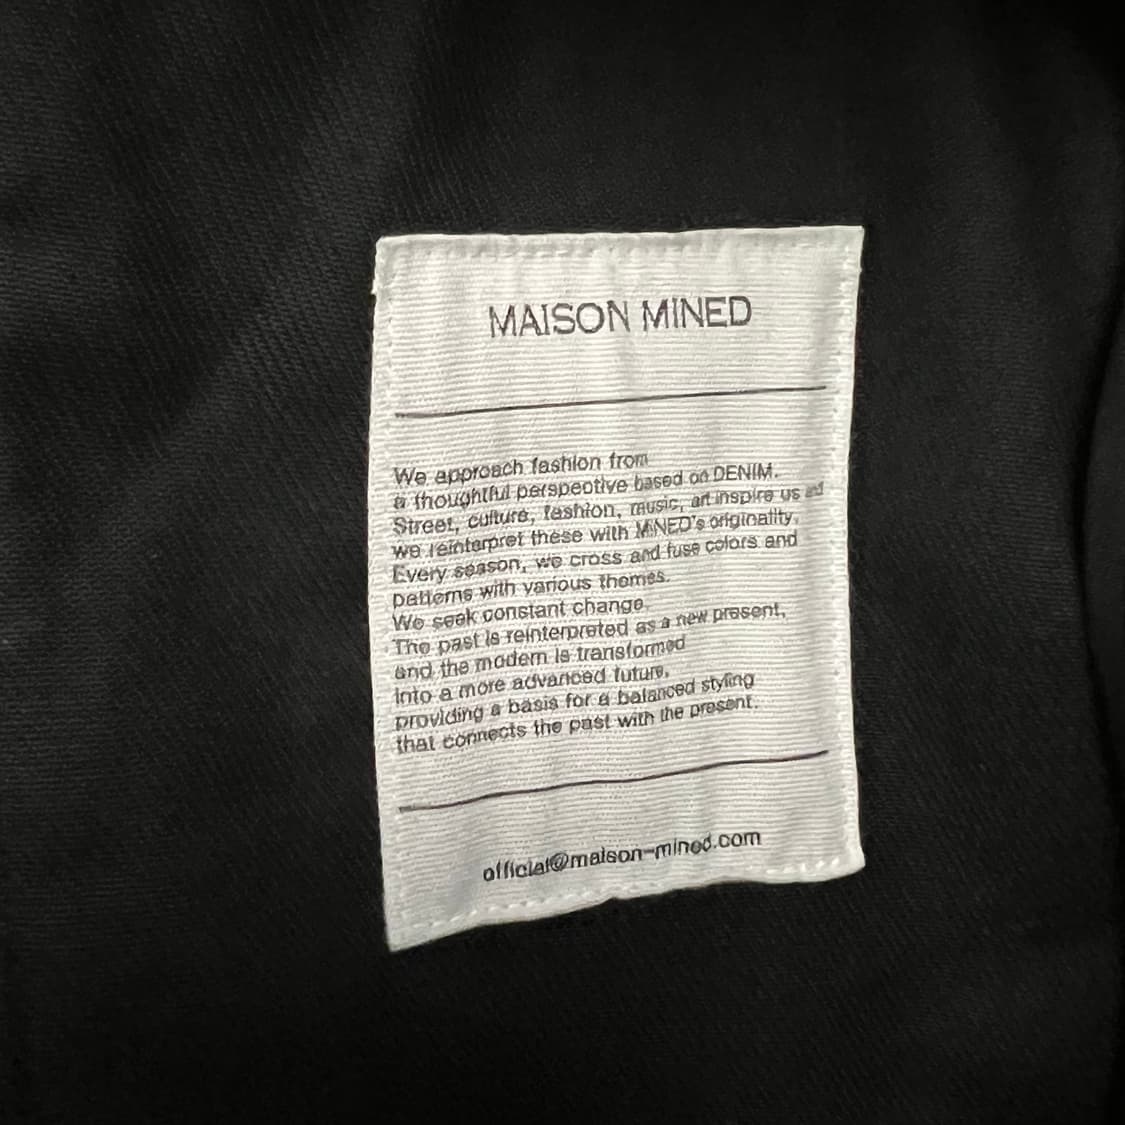 MAISON MINED
We approach fashion from
a thoughtful perspective based on DENIM.
Street, culture, fashion, music, art inspire us and
we reinterpret these with MiNED's originality.
Every season, we cross and fuse colors and
patterns with various themes.
We seek constant change.
The past is reinterpreted as a new present,
and the modern is transformed
into a more advanced future,
providing a basis for a balanced styling
that connects the past with the present.
official@maison-mined.com